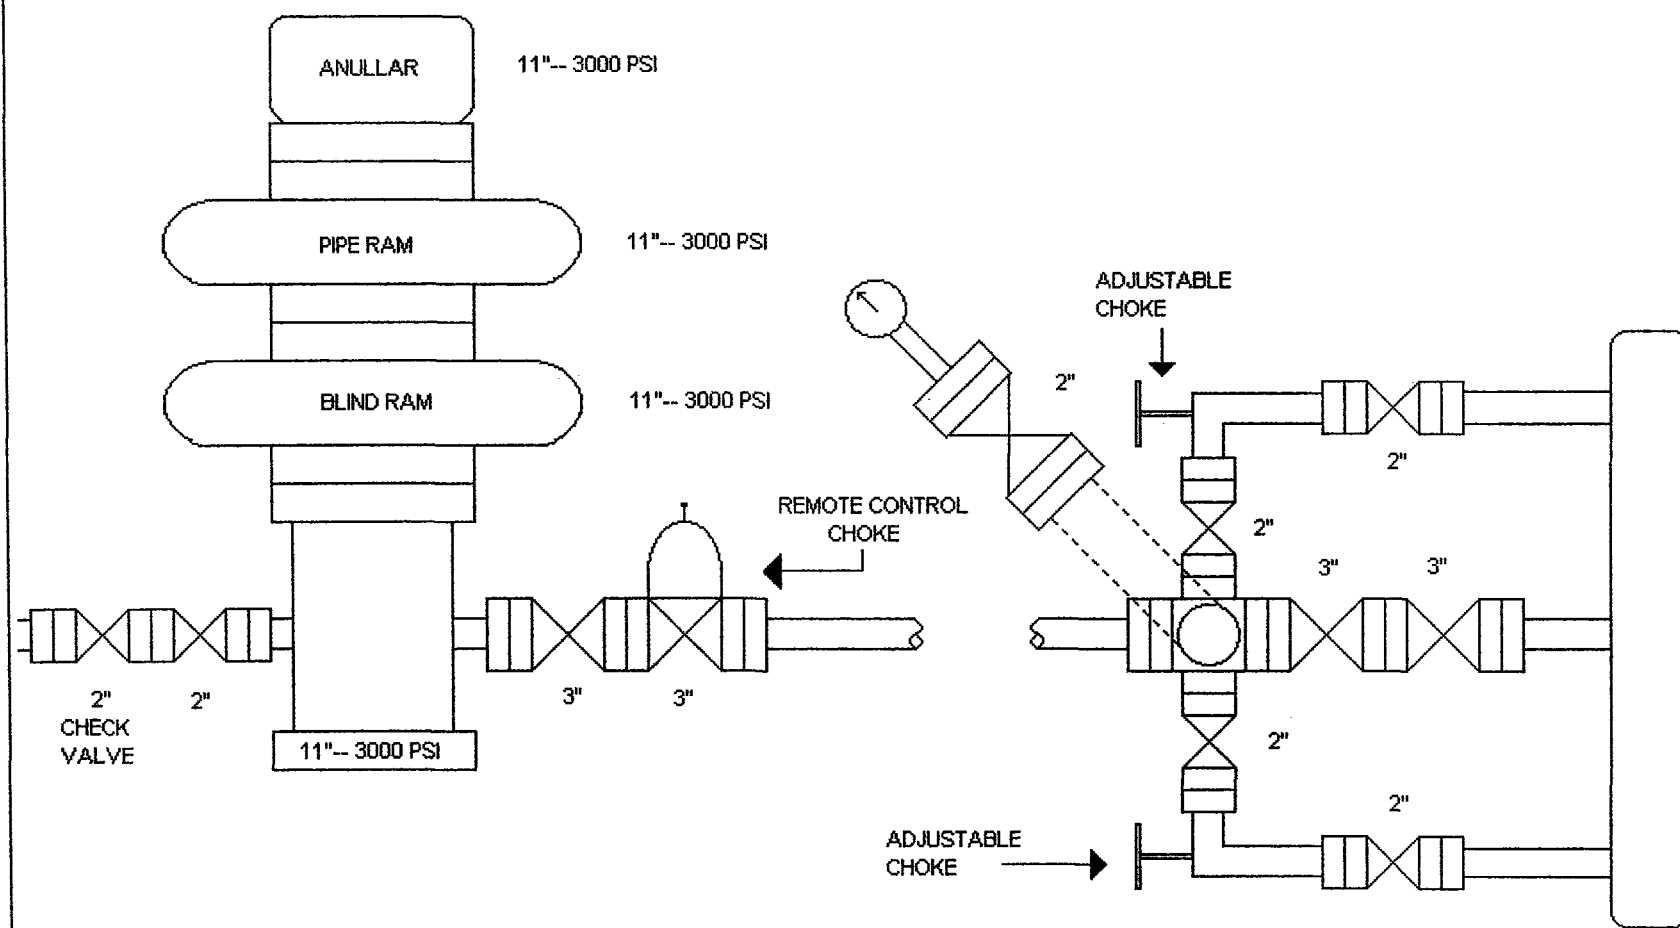 ANULLAR
11"-- 3000 PSI
PIPE RAM
11"-- 3000 PSI
BLIND RAM
11"-- 3000 PSI
2"
CHECK
VALVE
2"
11"-- 3000 PSI
3"
3"
REMOTE CONTROL
CHOKE
2"
ADJUSTABLE
CHOKE
2"
2"
3"
3"
2"
2"
ADJUSTABLE
CHOKE